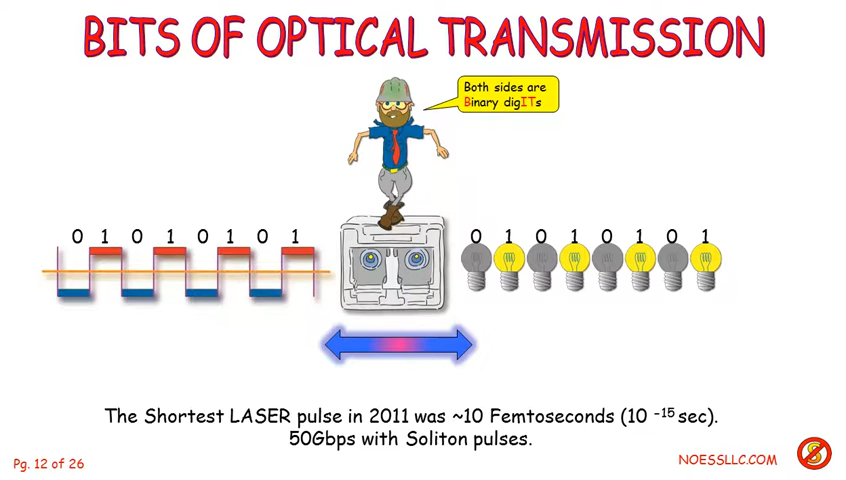 BITS OF OPTICAL TRANSMISSION
Both sides are
Binary digITs
0 1 0 1 0 1 0 1
0 1 0 1 0 1 0 1
The Shortest LASER pulse in 2011 was ~10 Femtoseconds (10 ⁻¹⁵ sec).
50Gbps with Soliton pulses.
Pg. 12 of 26
NOESSLLC.COM
S